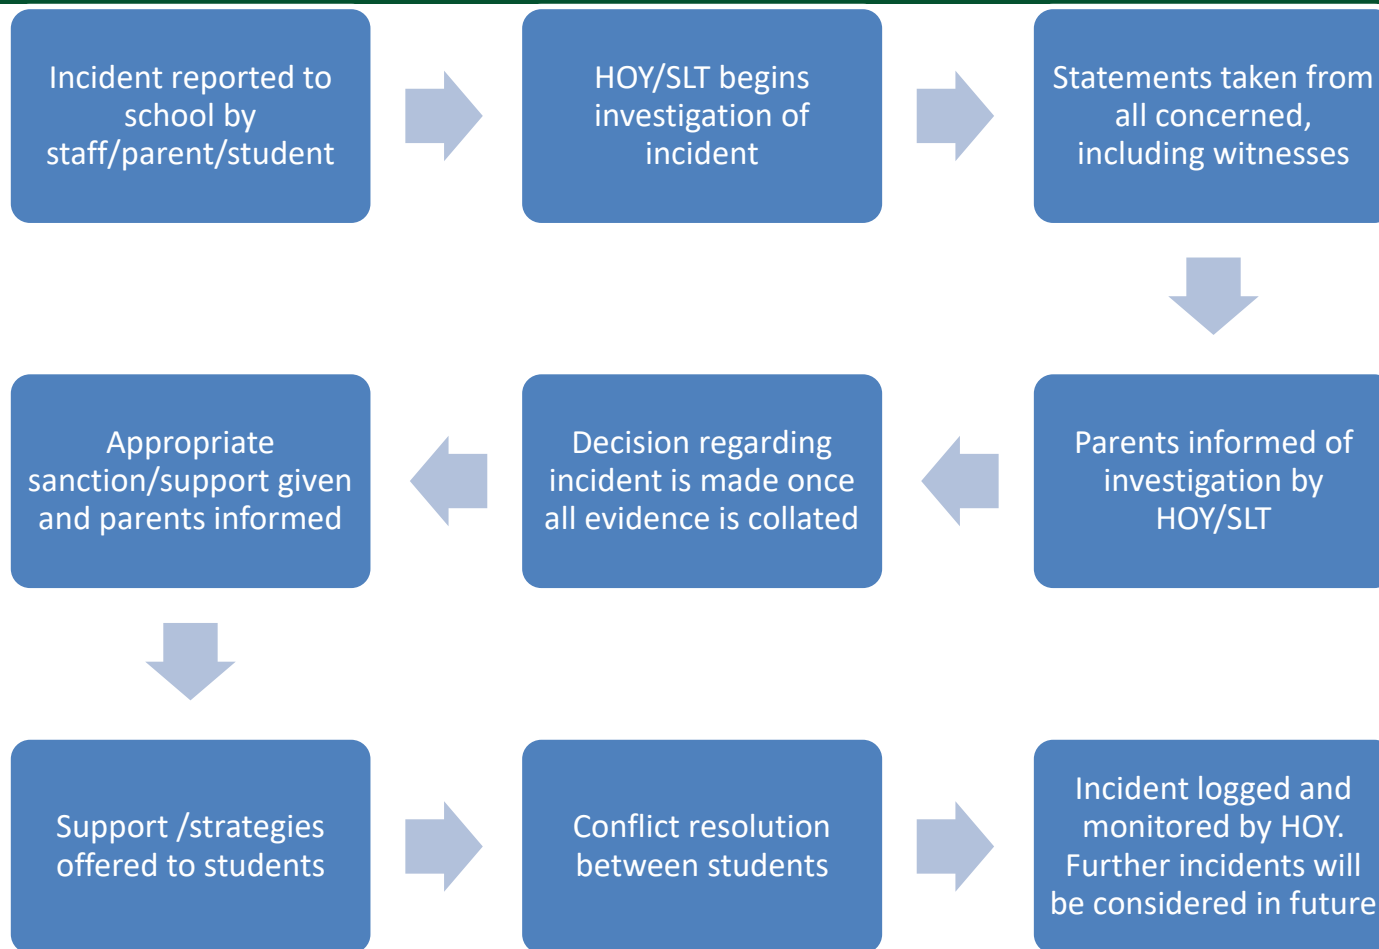 Incident reported to
school by
staff/parent/student
HOY/SLT begins
investigation of
incident
Statements taken from
all concerned,
including witnesses
Parents informed of
investigation by
HOY/SLT
Decision regarding
incident is made once
all evidence is collated
Appropriate
sanction/support given
and parents informed
Support /strategies
offered to students
Conflict resolution
between students
Incident logged and
monitored by HOY.
Further incidents will
be considered in future